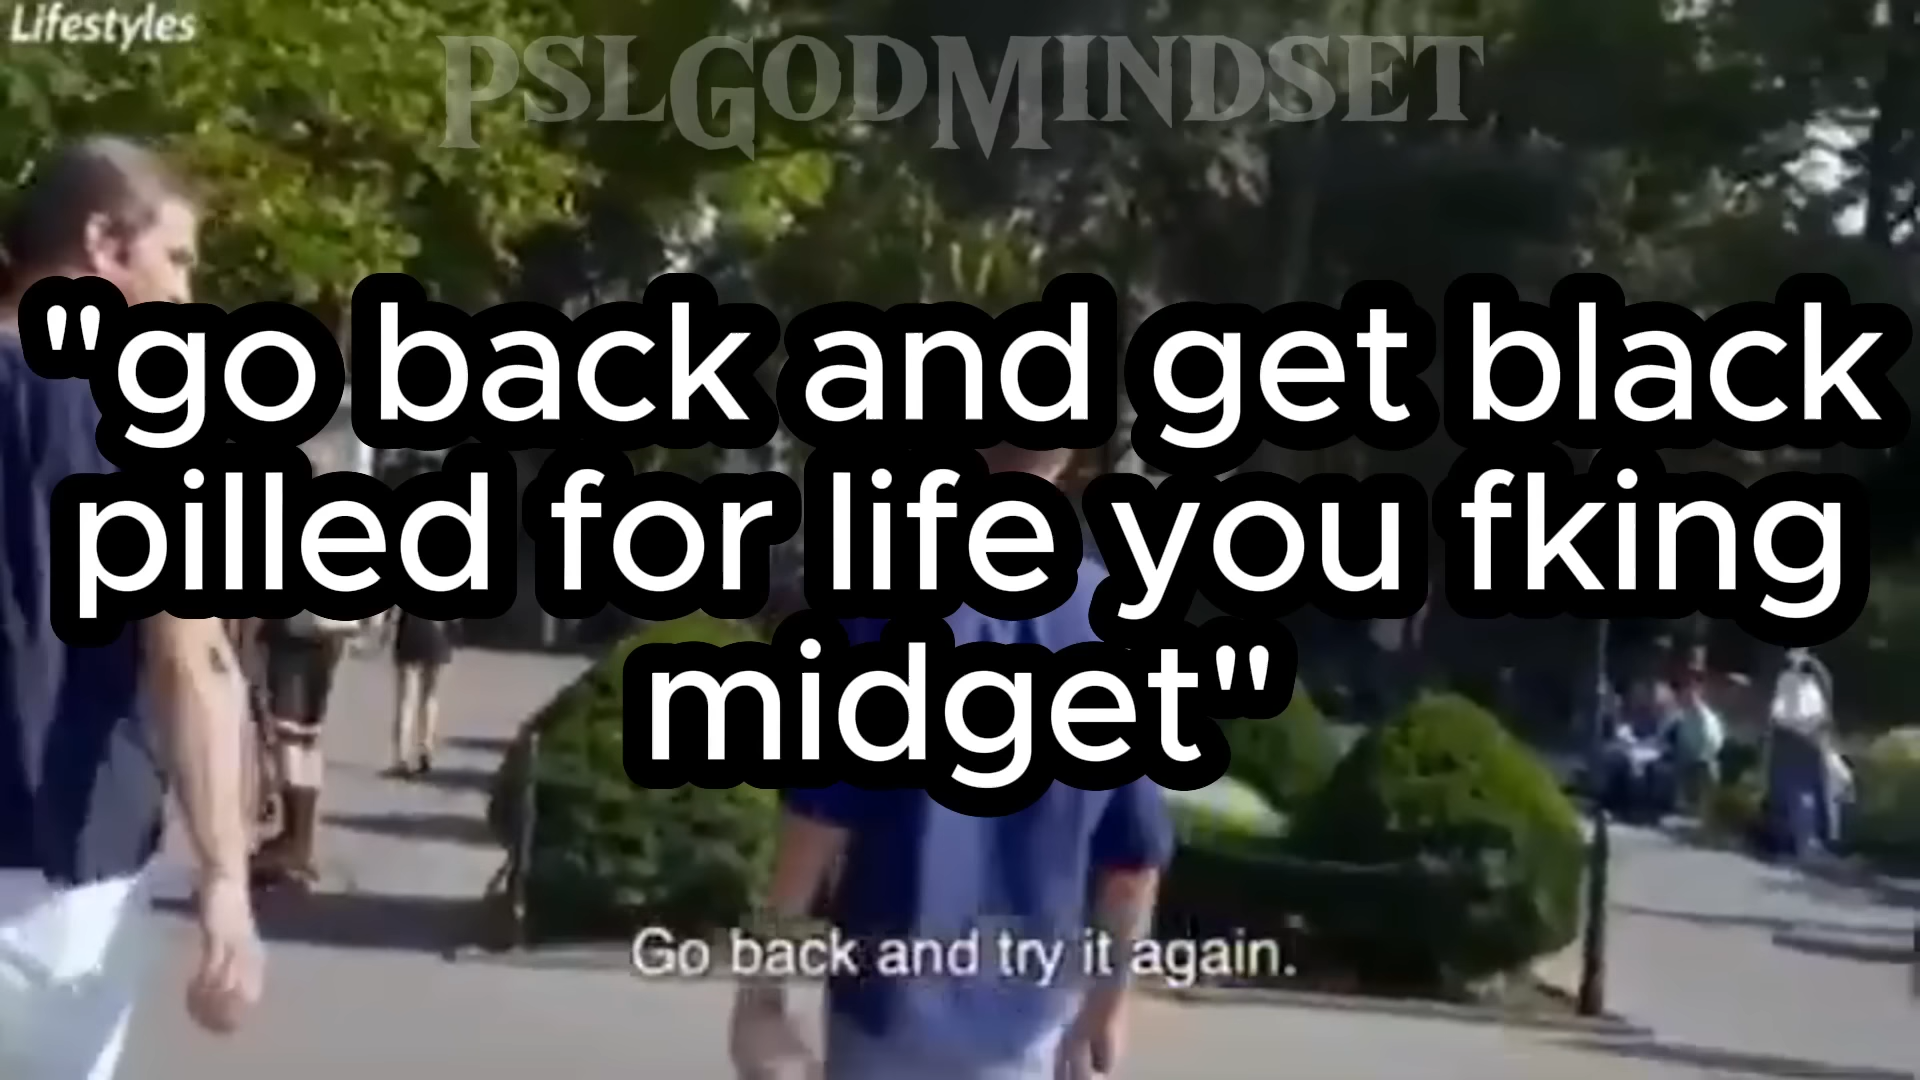 Lifestyles
PSLGODMINDSET
"go back and get black
pilled for life you fking
midget"
Go back and try it again.